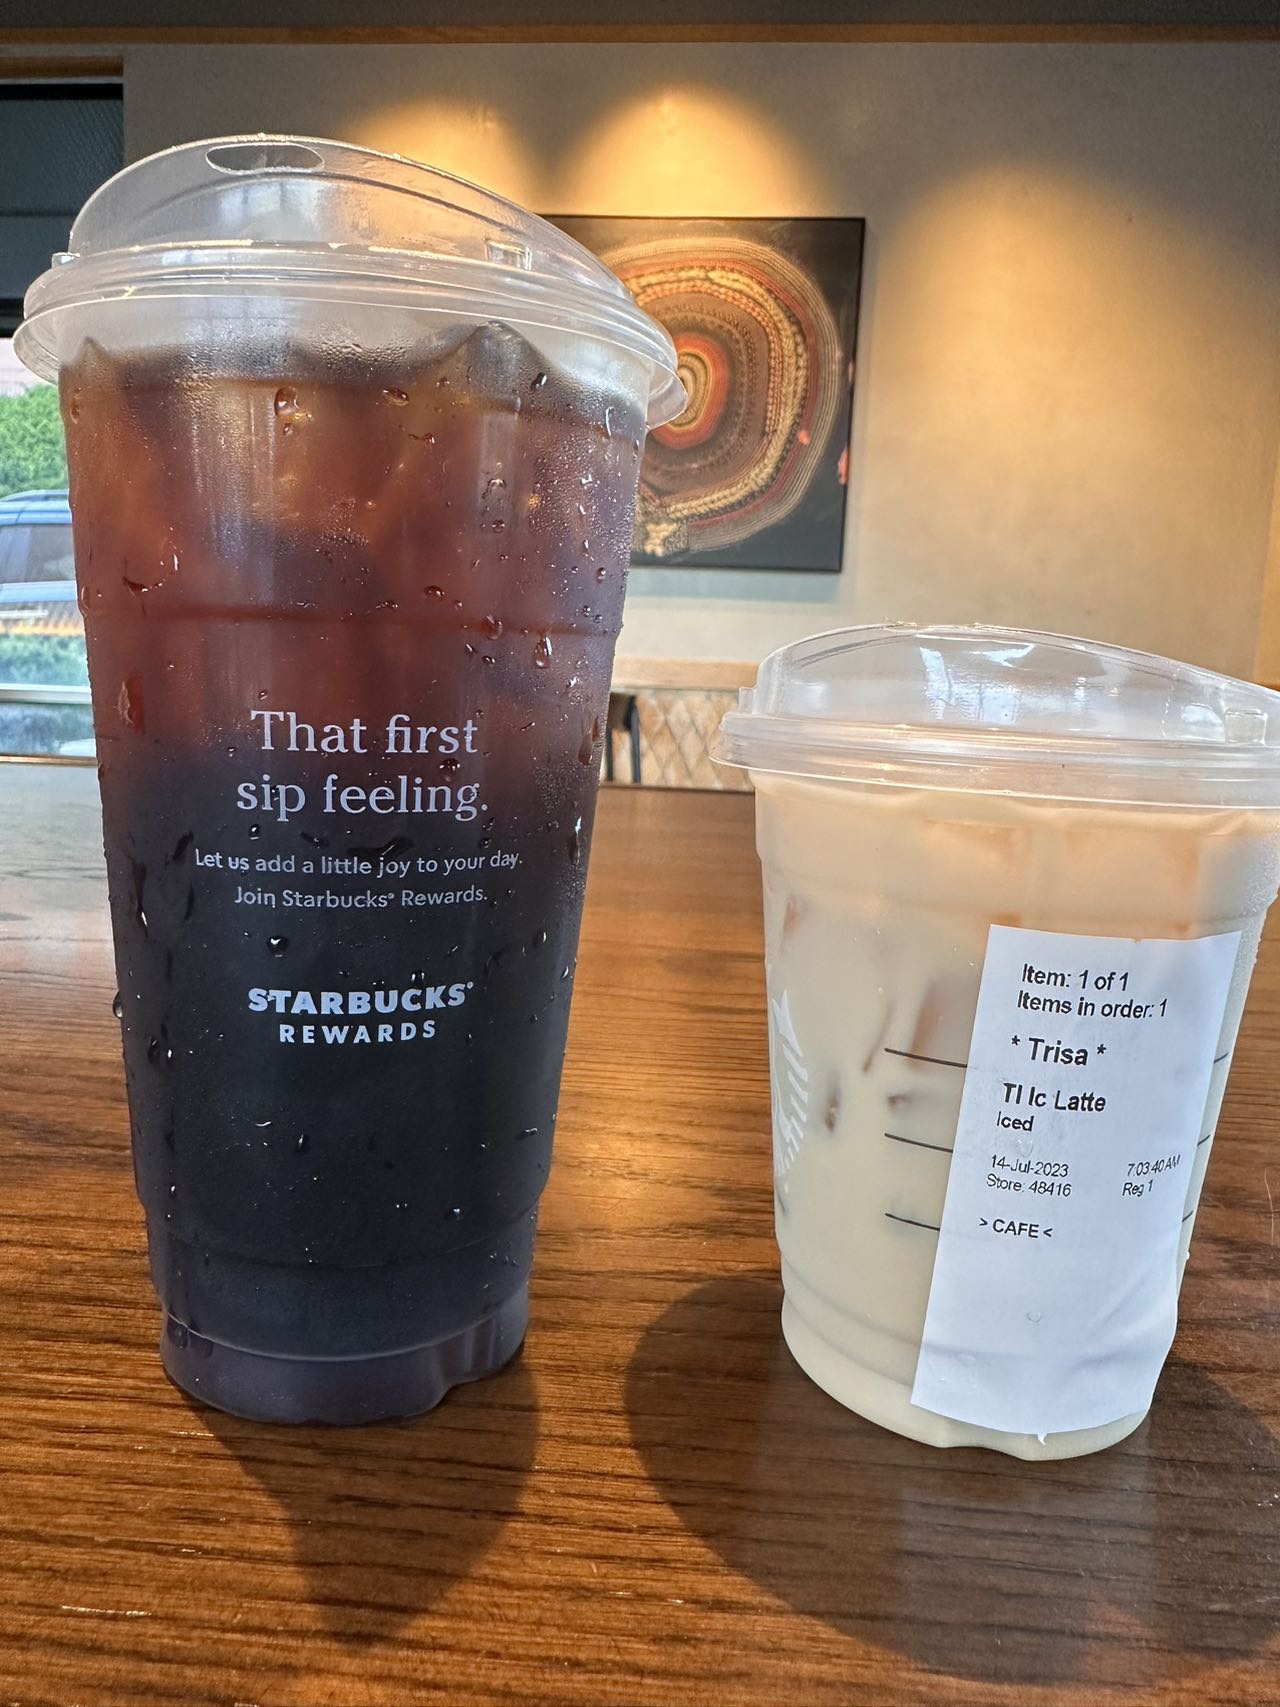 That first
sip feeling.
Let us add a little joy to your day.
Join Starbucks® Rewards.
STARBUCKS®
REWARDS
Item: 1 of 1
Items in order: 1
* Trisa *
Tl Ic Latte
Iced
14-Jul-2023 7:03:40 AM
Store: 48416 Reg 1
> CAFE <